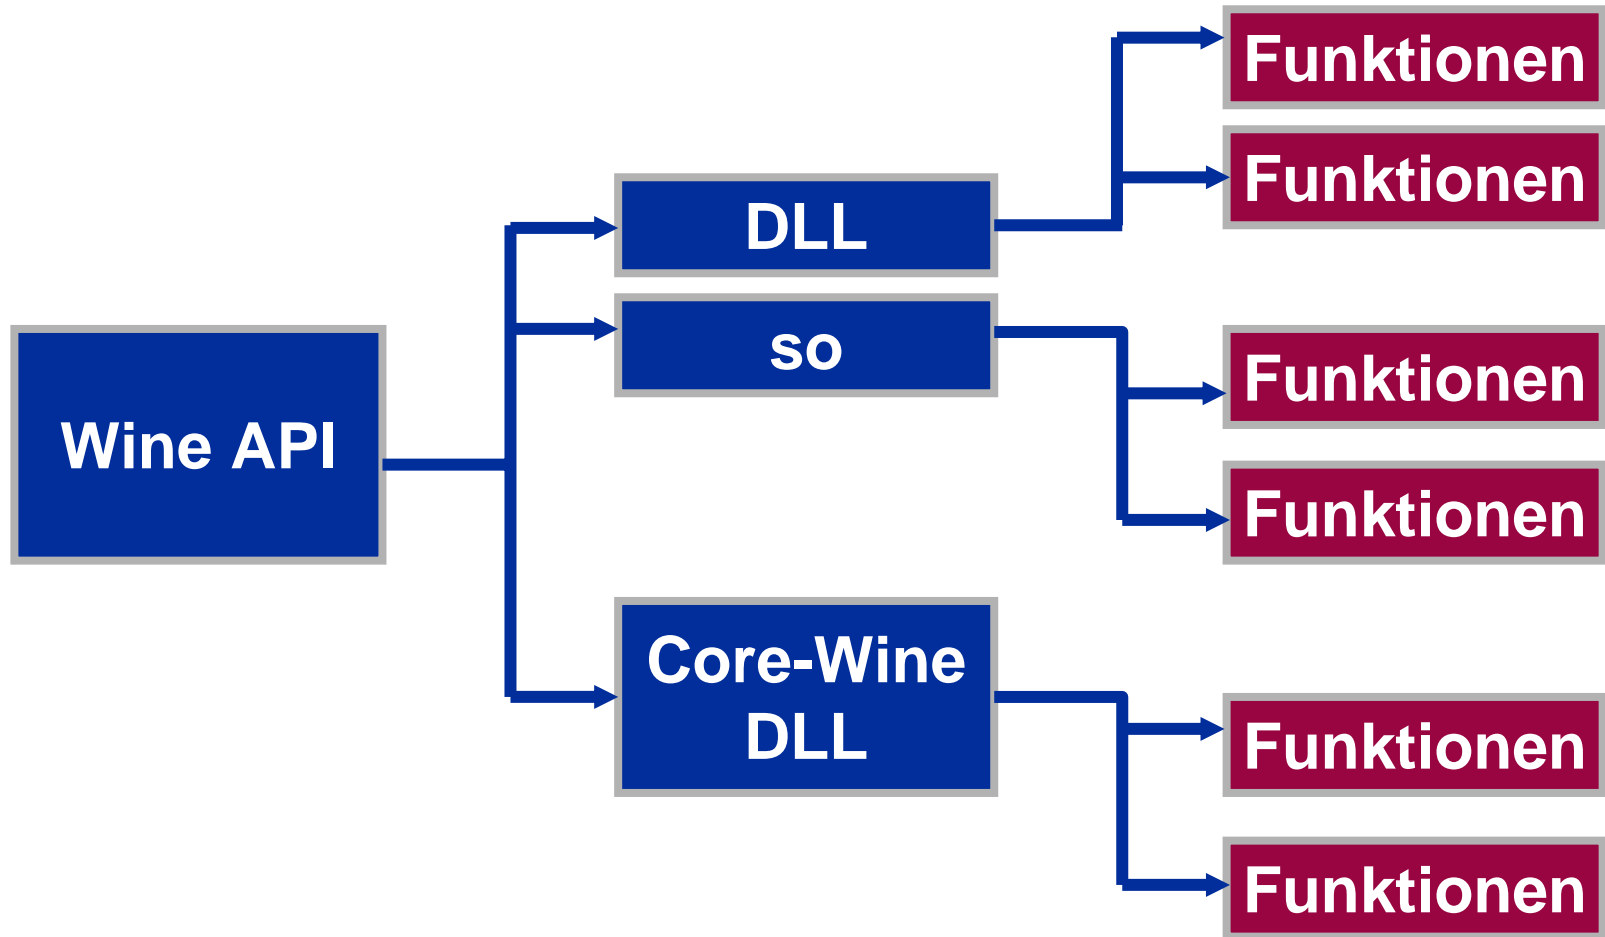 Wine API
DLL
so
Core-Wine
DLL
Funktionen
Funktionen
Funktionen
Funktionen
Funktionen
Funktionen